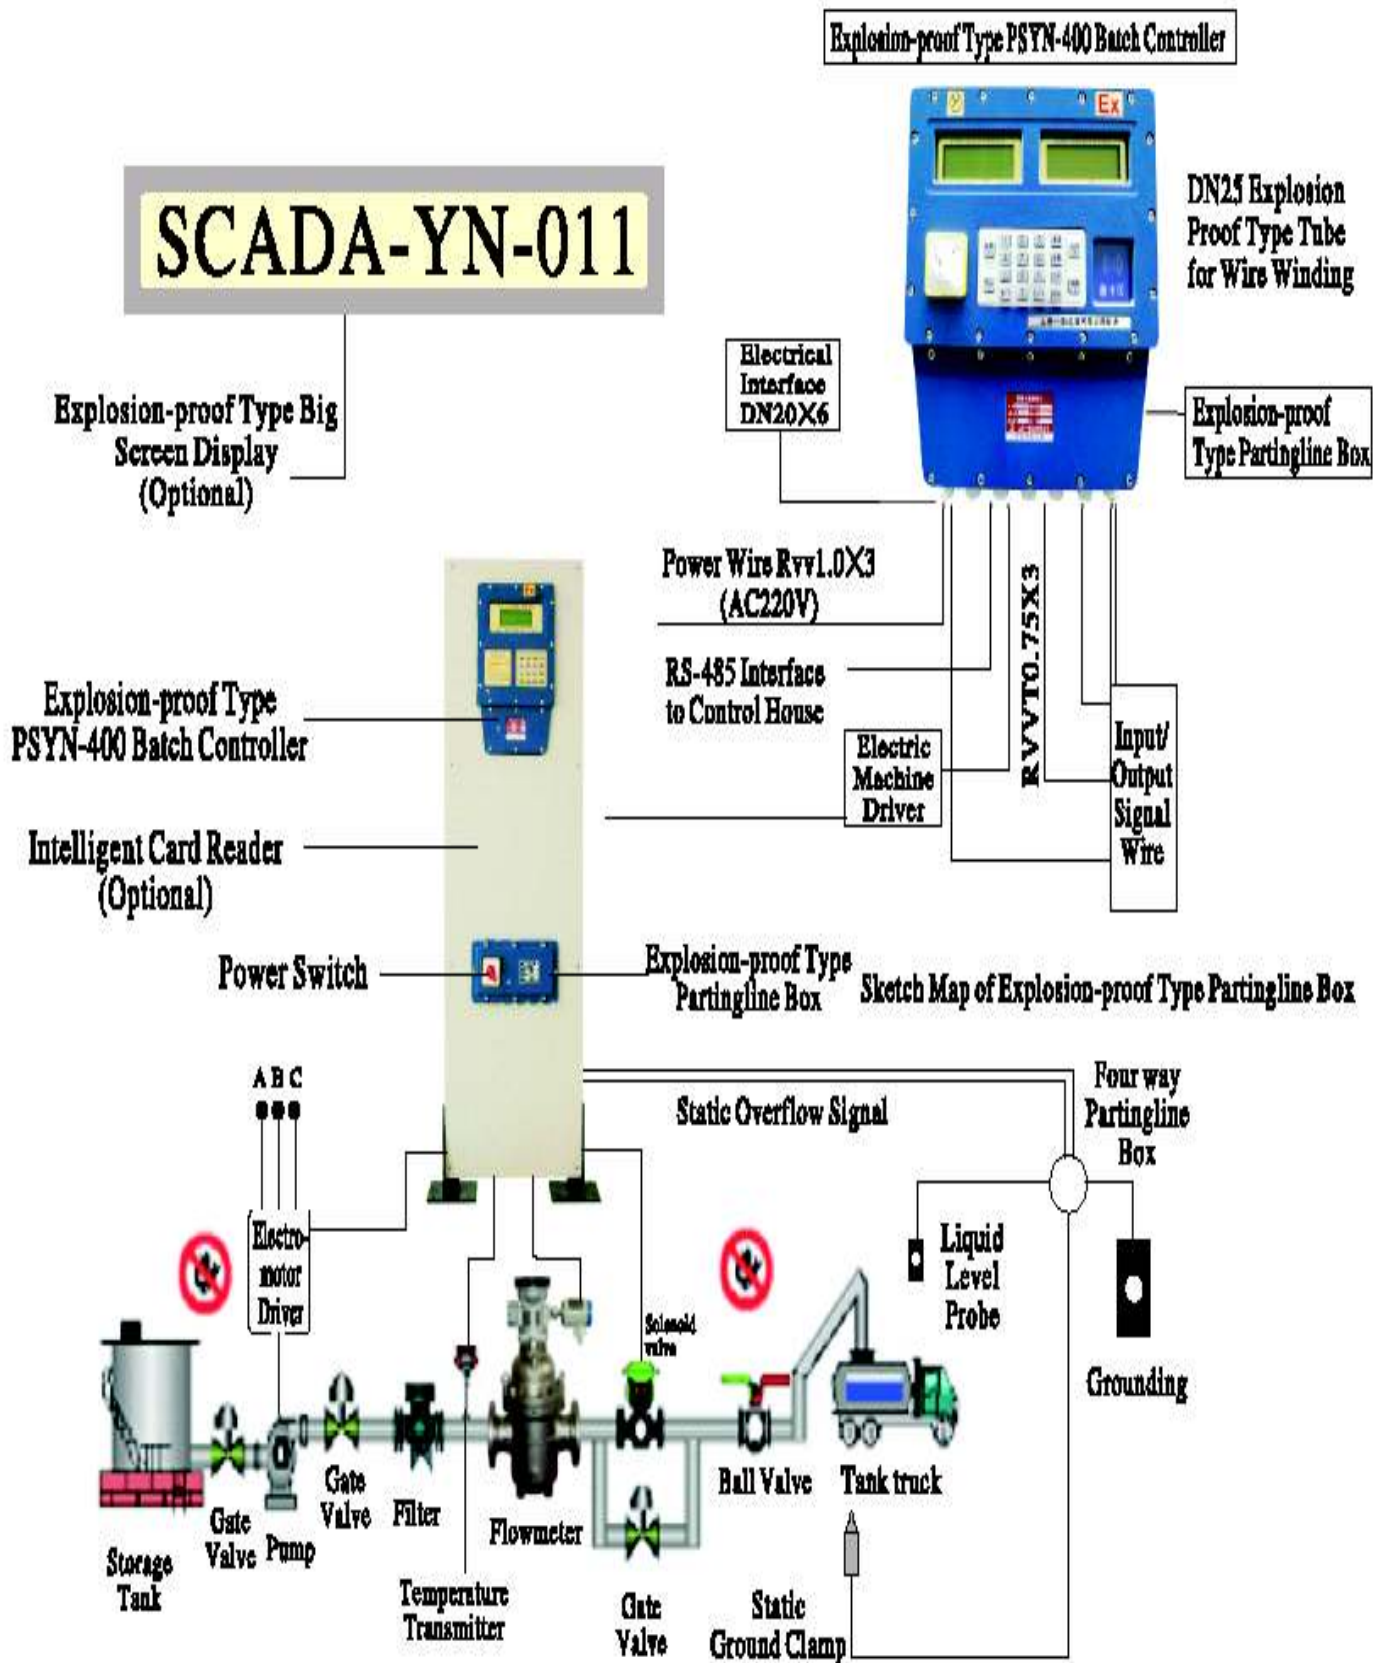 Explosion-proof Type PSYN-400 Batch Controller
Ex
SCADA-YN-011
DN25 Explosion
Proof Type Tube
for Wire Winding
Electrical
Interface
DN20X6
Explosion-proof Type Big
Screen Display
(Optional)
Explosion-proof
Type Partingline Box
Power Wire Rvv1.0X3
(AC220V)
RVVT0.75X3
RS-485 Interface
to Control House
Explosion-proof Type
PSYN-400 Batch Controller
Electric
Machine
Driver
Input/
Output
Signal
Wire
Intelligent Card Reader
(Optional)
Power Switch
Explosion-proof Type
Partingline Box
Sketch Map of Explosion-proof Type Partingline Box
A B C
Static Overflow Signal
Four way
Partingline
Box
Electro-
motor
Driver
Liquid
Level
Probe
Solenoid
valve
Grounding
Storage
Tank
Gate
Valve
Pump
Gate
Valve
Filter
Flowmeter
Ball Valve
Tank truck
Temperature
Transmitter
Gate
Valve
Static
Ground Clamp